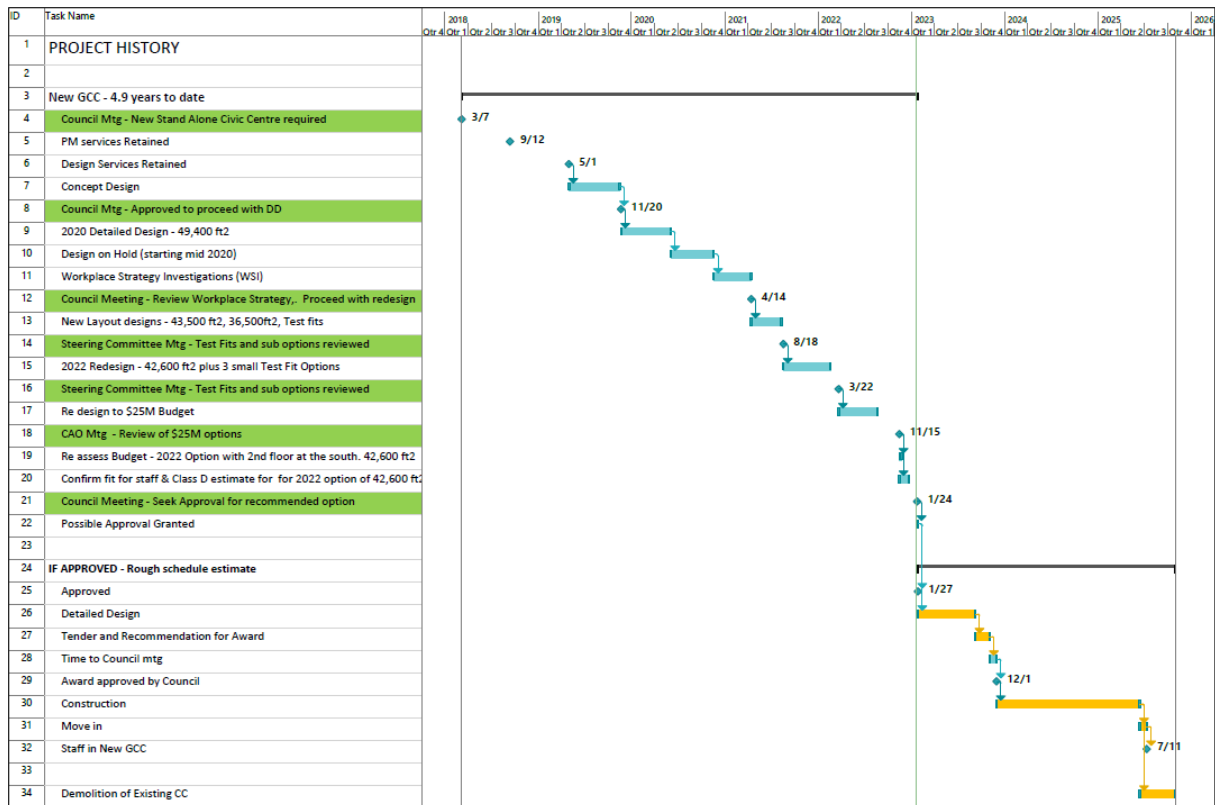 ID Task Name 2018 2019 2020 2021 2022 2023 2024 2025 2026
Qtr 4 Qtr 1 Qtr 2 Qtr 3 Qtr 4 Qtr 1 Qtr 2 Qtr 3 Qtr 4 Qtr 1 Qtr 2 Qtr 3 Qtr 4 Qtr 1 Qtr 2 Qtr 3 Qtr 4 Qtr 1 Qtr 2 Qtr 3 Qtr 4 Qtr 1 Qtr 2 Qtr 3 Qtr 4 Qtr 1 Qtr 2 Qtr 3 Qtr 4 Qtr 1 Qtr 2 Qtr 3 Qtr 4 Qtr 1
1 PROJECT HISTORY
2
3 New GCC - 4.9 years to date
4 Council Mtg - New Stand Alone Civic Centre required 3/7
5 PM services Retained 9/12
6 Design Services Retained 5/1
7 Concept Design
8 Council Mtg - Approved to proceed with DD 11/20
9 2020 Detailed Design - 49,400 ft2
10 Design on Hold (starting mid 2020)
11 Workplace Strategy Investigations (WSI)
12 Council Meeting - Review Workplace Strategy,. Proceed with redesign 4/14
13 New Layout designs - 43,500 ft2, 36,500ft2, Test fits
14 Steering Committee Mtg - Test Fits and sub options reviewed 8/18
15 2022 Redesign - 42,600 ft2 plus 3 small Test Fit Options
16 Steering Committee Mtg - Test Fits and sub options reviewed 3/22
17 Re design to $25M Budget
18 CAO Mtg - Review of $25M options 11/15
19 Re assess Budget - 2022 Option with 2nd floor at the south. 42,600 ft2
20 Confirm fit for staff & Class D estimate for for 2022 option of 42,600 ft2
21 Council Meeting - Seek Approval for recommended option 1/24
22 Possible Approval Granted
23
24 IF APPROVED - Rough schedule estimate
25 Approved 1/27
26 Detailed Design
27 Tender and Recommendation for Award
28 Time to Council mtg
29 Award approved by Council 12/1
30 Construction
31 Move in
32 Staff in New GCC 7/11
33
34 Demolition of Existing CC